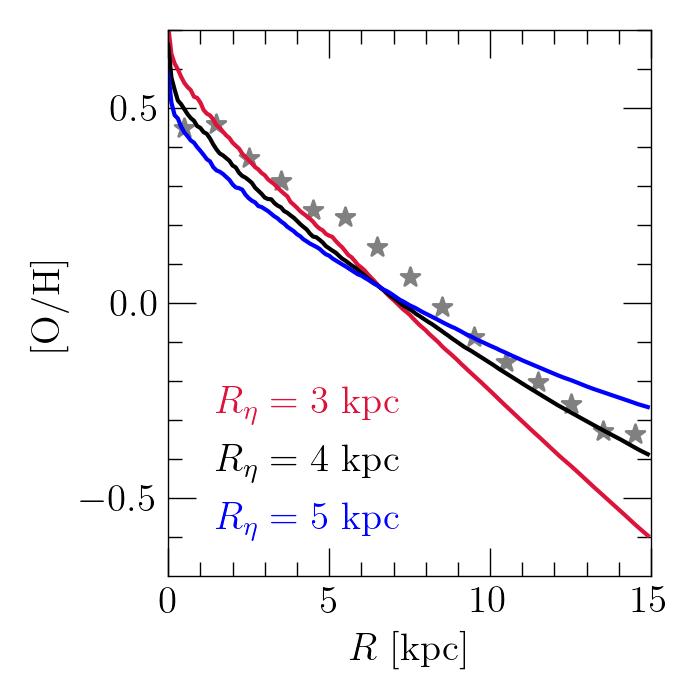 0.5
0.0
−0.5
[O/H]
R_η = 3 kpc
R_η = 4 kpc
R_η = 5 kpc
0 5 10 15
R [kpc]